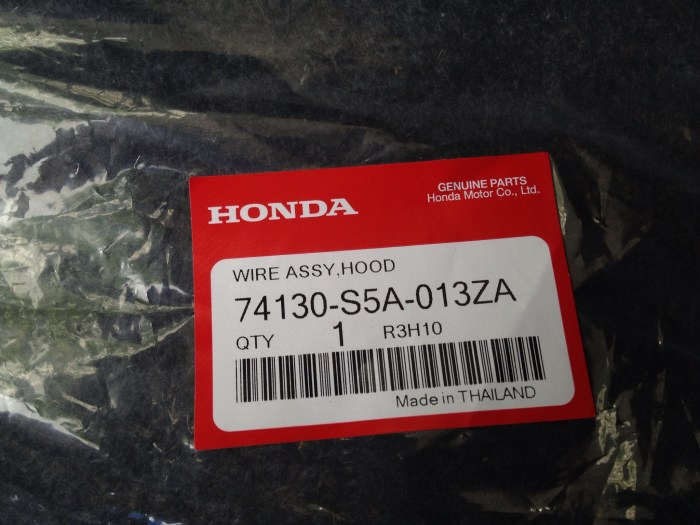 GENUINE PARTS
HONDA
Honda Motor Co., Ltd.
WIRE ASSY,HOOD
74130-S5A-013ZA
QTY 1 R3H10
Made in THAILAND